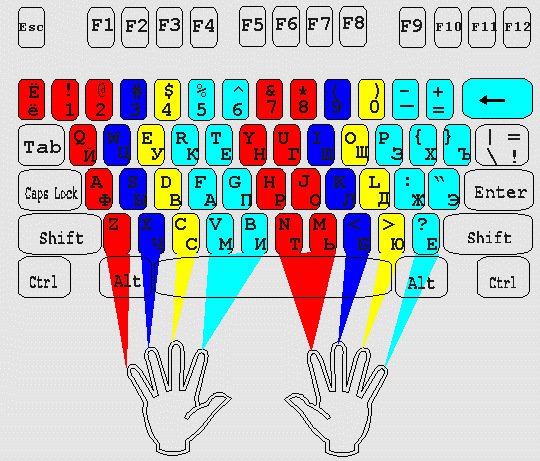 Esc F1 F2 F3 F4 F5 F6 F7 F8 F9 F10 F11 F12
Ё ! @ # $ % ^ & * ( ) - + ←
ё 1 2 3 4 5 6 7 8 9 0 — =
Tab Q W E R T Y U I O P { } | =
Й Ц У К Е Н Г Ш Щ З Х Ъ \ !
Caps Lock A S D F G H J K L : “ Enter
Ф Ы В А П Р О Л Д Ж Э
Shift Z X C V B N M < > ? Shift
Ч С М И Т Ь Б Ю Е
Ctrl Alt Alt Ctrl